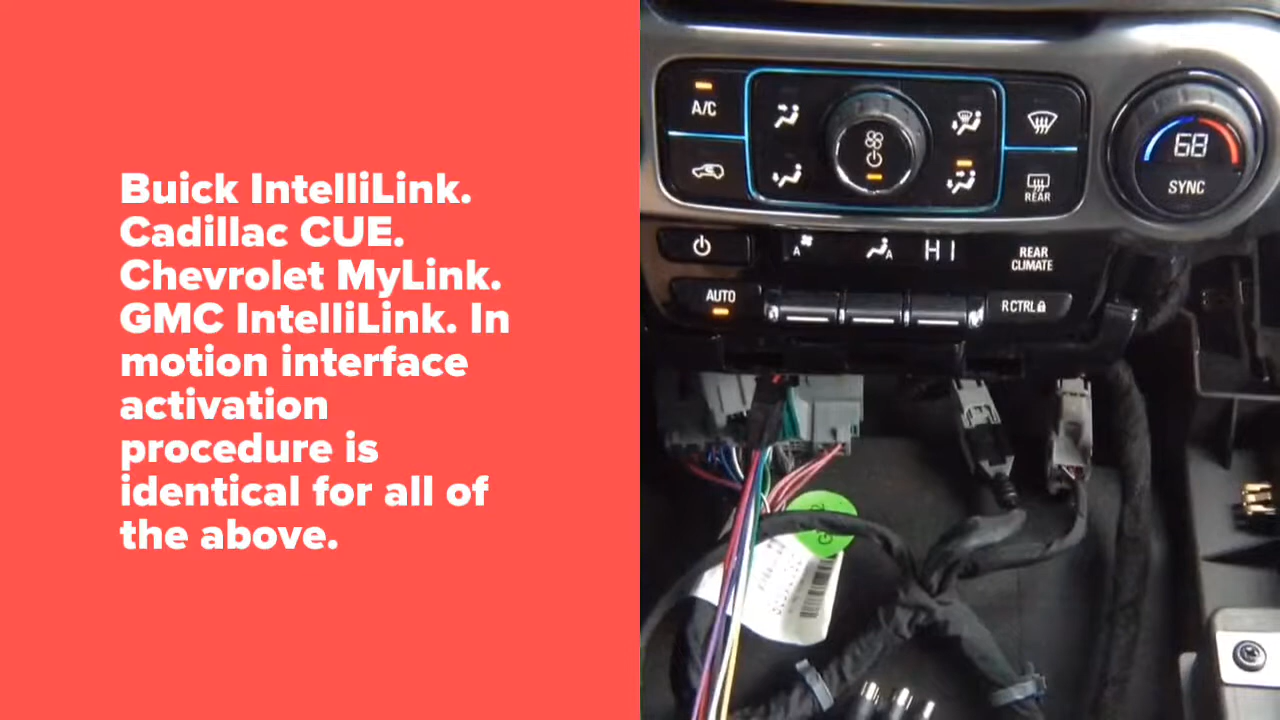 Buick IntelliLink.
Cadillac CUE.
Chevrolet MyLink.
GMC IntelliLink. In
motion interface
activation
procedure is
identical for all of
the above.
A/C
REAR
68
SYNC
A
A
HI
REAR
CLIMATE
AUTO
R CTRL